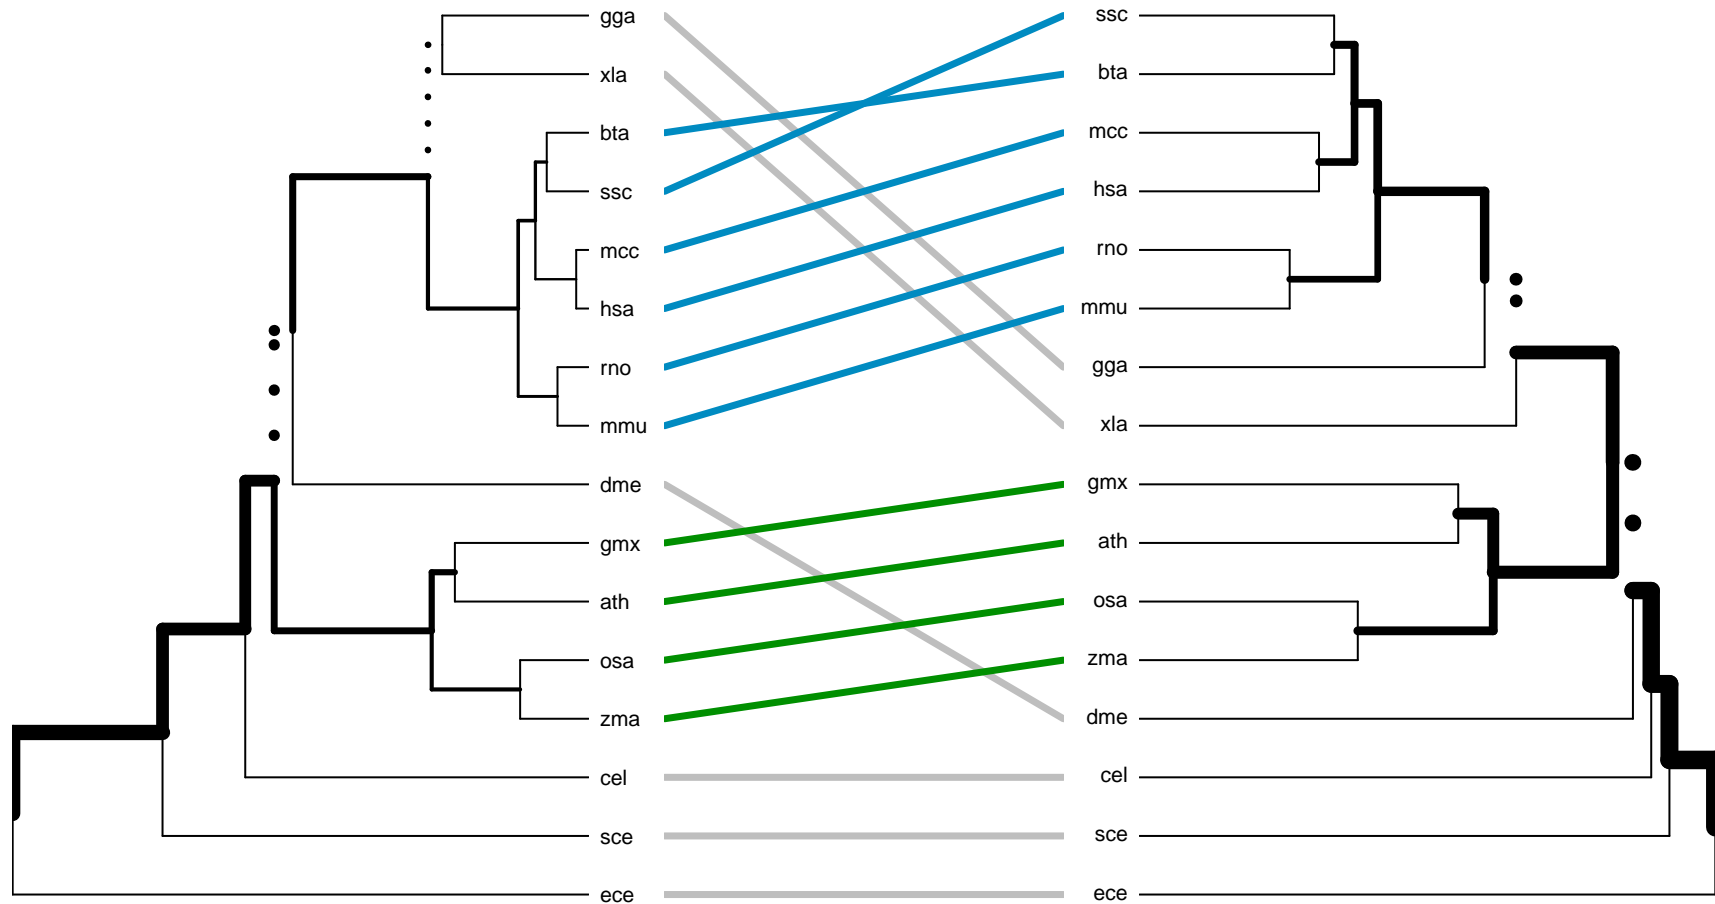 gga ssc
xla bta
bta mcc
ssc hsa
mcc rno
hsa mmu
rno gga
mmu xla
dme gmx
gmx ath
ath osa
osa zma
zma dme
cel cel
sce sce
ece ece